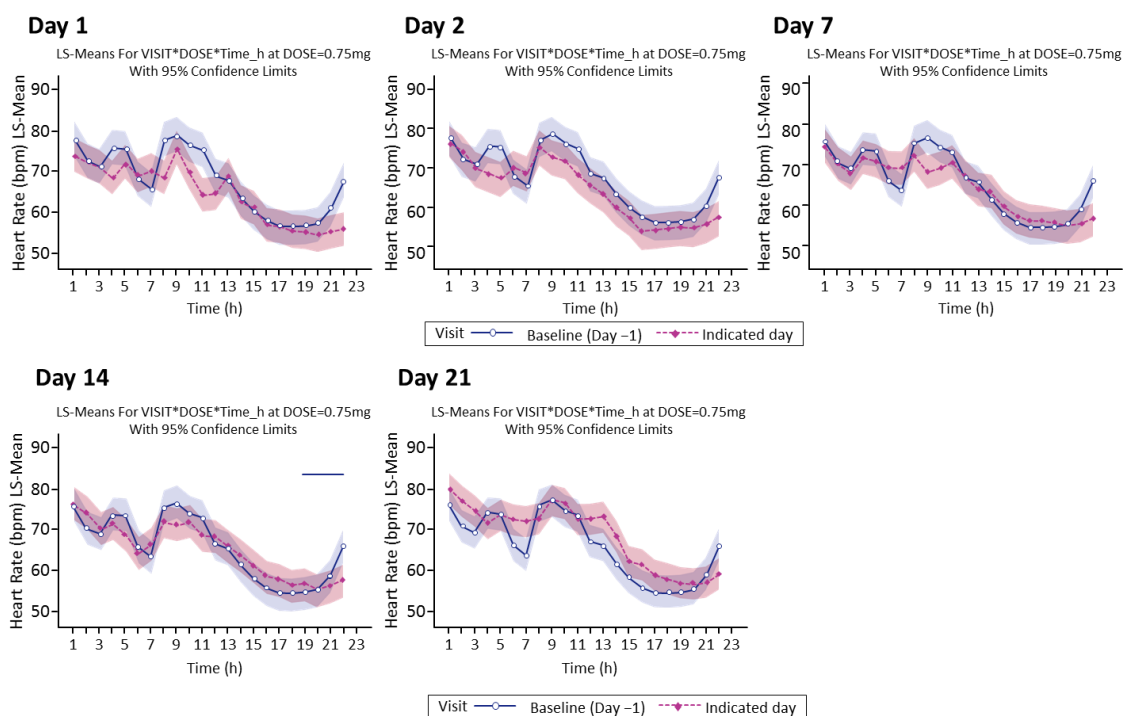 Day 1
LS-Means For VISIT*DOSE*Time_h at DOSE=0.75mg
With 95% Confidence Limits
Heart Rate (bpm) LS-Mean
90
80
70
60
50
1 3 5 7 9 11 13 15 17 19 21 23
Time (h)
Day 2
LS-Means For VISIT*DOSE*Time_h at DOSE=0.75mg
With 95% Confidence Limits
Heart Rate (bpm) LS-Mean
90
80
70
60
50
1 3 5 7 9 11 13 15 17 19 21 23
Time (h)
Day 7
LS-Means For VISIT*DOSE*Time_h at DOSE=0.75mg
With 95% Confidence Limits
Heart Rate (bpm) LS-Mean
90
80
70
60
50
1 3 5 7 9 11 13 15 17 19 21 23
Time (h)
Visit Baseline (Day −1) Indicated day
Day 14
LS-Means For VISIT*DOSE*Time_h at DOSE=0.75mg
With 95% Confidence Limits
Heart Rate (bpm) LS-Mean
90
80
70
60
50
1 3 5 7 9 11 13 15 17 19 21 23
Time (h)
Day 21
LS-Means For VISIT*DOSE*Time_h at DOSE=0.75mg
With 95% Confidence Limits
Heart Rate (bpm) LS-Mean
90
80
70
60
50
1 3 5 7 9 11 13 15 17 19 21 23
Time (h)
Visit Baseline (Day −1) Indicated day